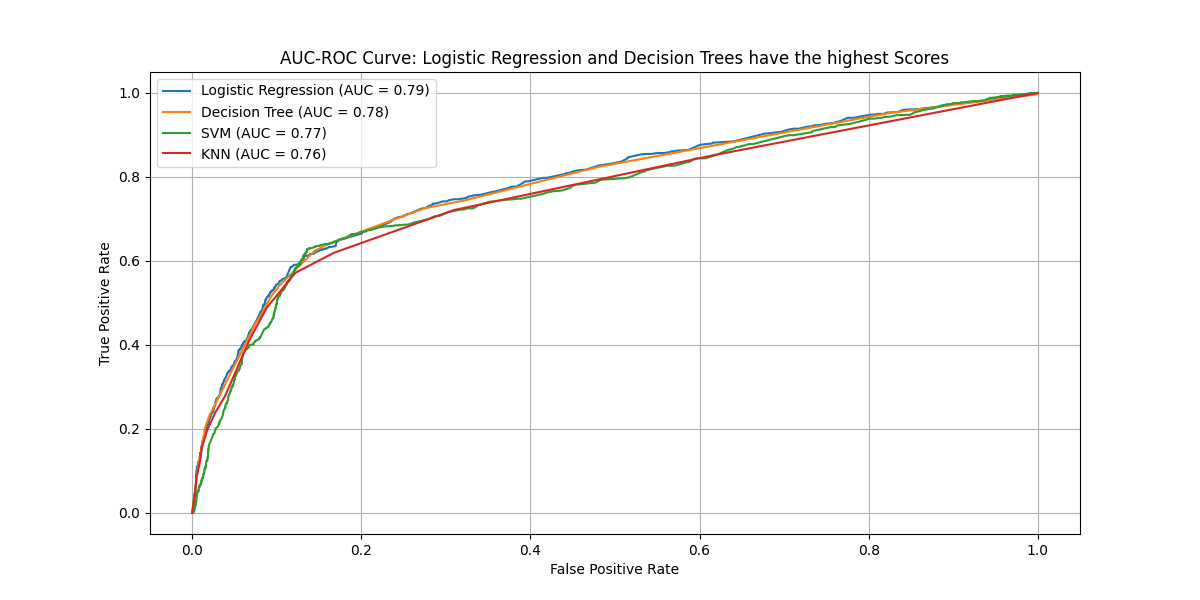 AUC-ROC Curve: Logistic Regression and Decision Trees have the highest Scores
Logistic Regression (AUC = 0.79)
Decision Tree (AUC = 0.78)
SVM (AUC = 0.77)
KNN (AUC = 0.76)
True Positive Rate
1.0
0.8
0.6
0.4
0.2
0.0
0.0 0.2 0.4 0.6 0.8 1.0
False Positive Rate